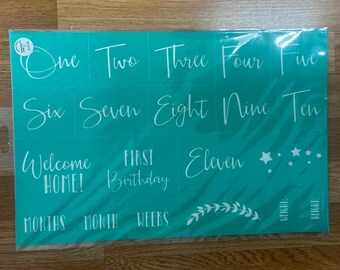 One Two Three Four Five
Six Seven Eight Nine Ten
Welcome HOME!
FIRST Birthday
Eleven
MONTHS MONTH WEEKS